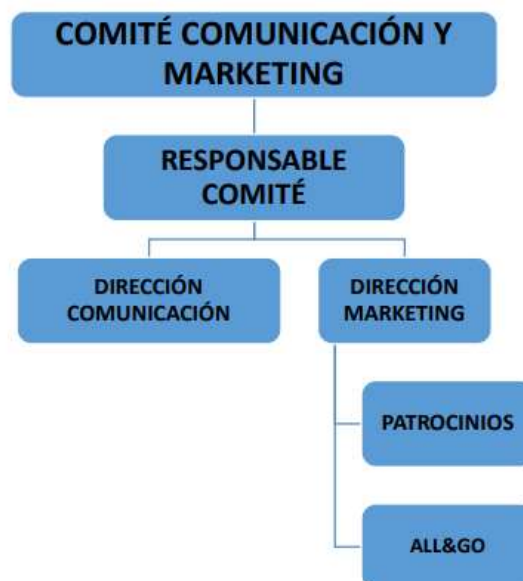 COMITÉ COMUNICACIÓN Y
MARKETING
RESPONSABLE
COMITÉ
DIRECCIÓN
COMUNICACIÓN
DIRECCIÓN
MARKETING
PATROCINIOS
ALL&GO